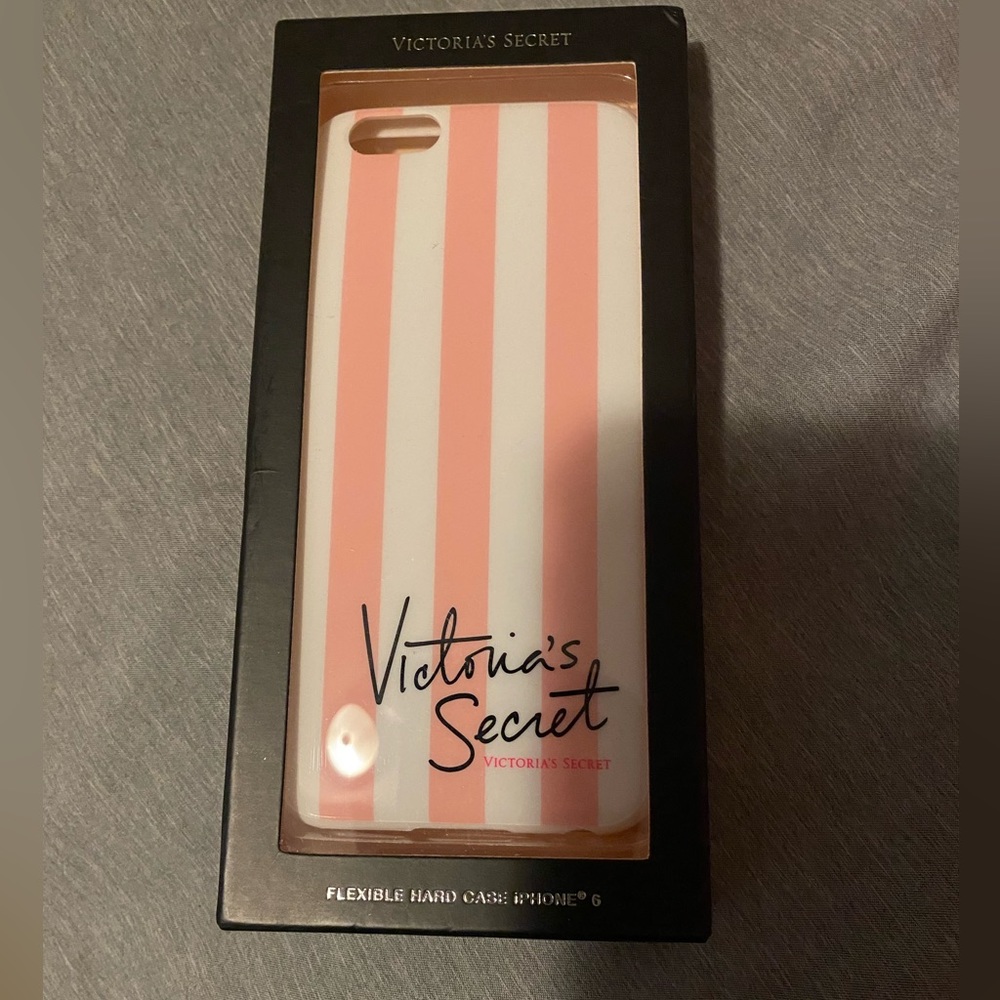 VICTORIA'S SECRET
Victoria's
Secret
VICTORIA'S SECRET
FLEXIBLE HARD CASE iPHONE® 6